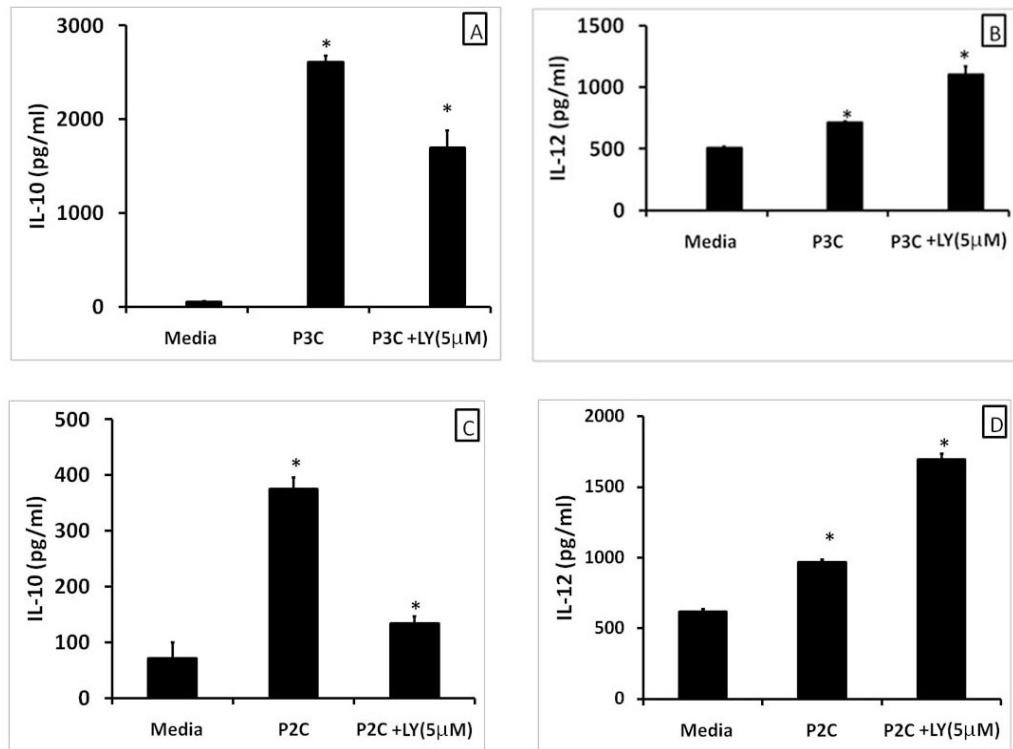 A
IL-10 (pg/ml)
3000
2000
1000
0
*
*
Media
P3C
P3C +LY(5μM)
B
IL-12 (pg/ml)
1500
1000
500
0
*
*
Media
P3C
P3C +LY(5μM)
C
IL-10 (pg/ml)
500
400
300
200
100
0
*
*
Media
P2C
P2C +LY(5μM)
D
IL-12 (pg/ml)
2000
1500
1000
500
0
*
*
Media
P2C
P2C +LY(5μM)